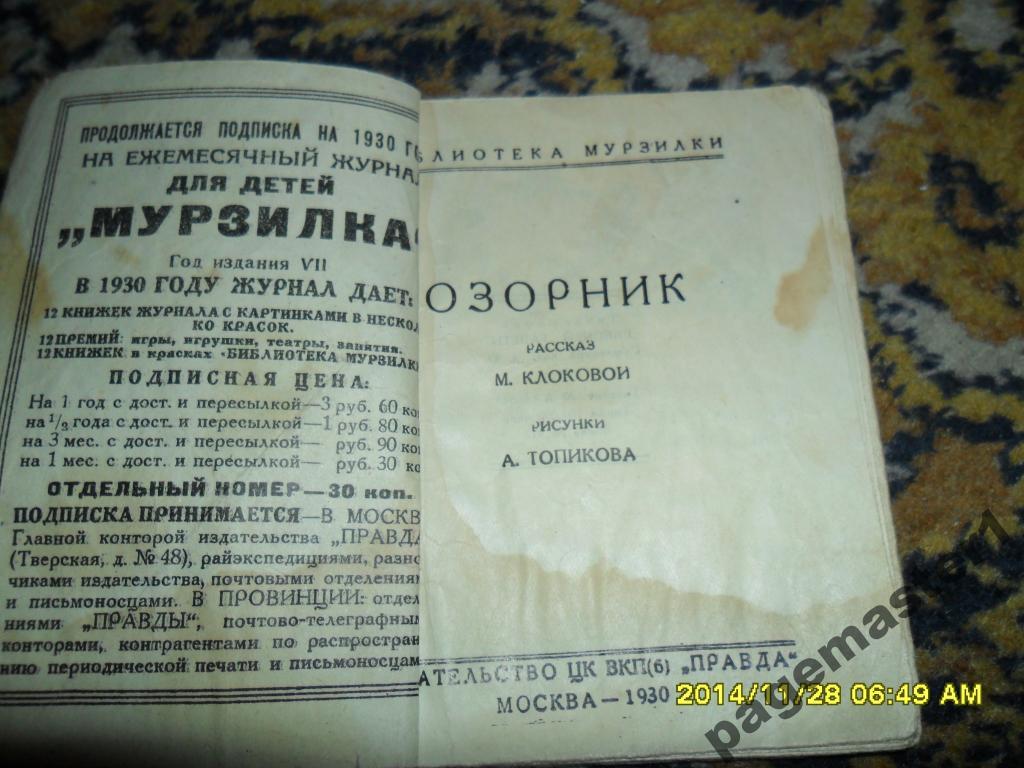 ПРОДОЛЖАЕТСЯ ПОДПИСКА НА 1930 Г
НА ЕЖЕМЕСЯЧНЫЙ ЖУРНАЛ
ДЛЯ ДЕТЕЙ
„МУРЗИЛКА“
Год издания VII
В 1930 ГОДУ ЖУРНАЛ ДАЕТ:
12 КНИЖЕК ЖУРНАЛА С КАРТИНКАМИ В НЕСКОЛ
КО КРАСОК.
12 ПРЕМИЙ: игры, игрушки, театры, занятия.
12 КНИЖЕК в красках «БИБЛИОТЕКА МУРЗИЛК
ПОДПИСНАЯ ЦЕНА:
На 1 год с дост. и пересылкой—3 руб. 60 ко
на 1/2 года с дост. и пересылкой—1 руб. 80 ко
на 3 мес. с дост. и пересылкой— руб. 90 ко
на 1 мес. с дост. и пересылкой— руб. 30 ко
ОТДЕЛЬНЫЙ НОМЕР—30 коп.
ПОДПИСКА ПРИНИМАЕТСЯ—В МОСКВ
Главной конторой издательства „ПРАВДА
(Тверская, д. № 48), райэкспедициями, разно
чиками издательства, почтовыми отделениям
и письмоносцами. В ПРОВИНЦИИ: отдел
ниями „ПРАВДЫ“, почтово-телеграфным
конторами, контрагентами по распростран
нию периодической печати и письмоносцам
БЛИОТЕКА МУРЗИЛКИ
ОЗОРНИК
РАССКАЗ
М. КЛОКОВОЙ
РИСУНКИ
А. ТОПИКОВА
АТЕЛЬСТВО ЦК ВКП(б) „ПРАВДА“
МОСКВА—1930
2014/11/28 06:49 AM
pagemaster1